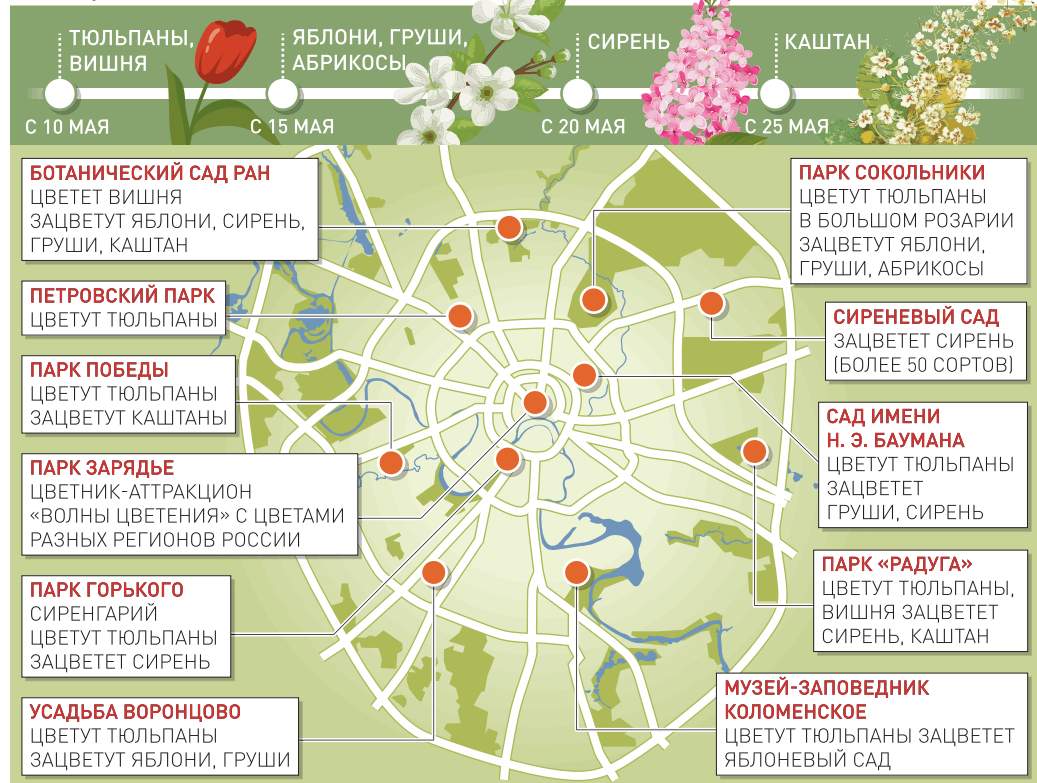 ТЮЛЬПАНЫ,
ВИШНЯ
С 10 МАЯ
ЯБЛОНИ, ГРУШИ,
АБРИКОСЫ
С 15 МАЯ
СИРЕНЬ
С 20 МАЯ
КАШТАН
С 25 МАЯ
БОТАНИЧЕСКИЙ САД РАН
ЦВЕТЕТ ВИШНЯ
ЗАЦВЕТУТ ЯБЛОНИ, СИРЕНЬ,
ГРУШИ, КАШТАН
ПЕТРОВСКИЙ ПАРК
ЦВЕТУТ ТЮЛЬПАНЫ
ПАРК ПОБЕДЫ
ЦВЕТУТ ТЮЛЬПАНЫ
ЗАЦВЕТУТ КАШТАНЫ
ПАРК ЗАРЯДЬЕ
ЦВЕТНИК-АТТРАКЦИОН
«ВОЛНЫ ЦВЕТЕНИЯ» С ЦВЕТАМИ
РАЗНЫХ РЕГИОНОВ РОССИИ
ПАРК ГОРЬКОГО
СИРЕНГАРИЙ
ЦВЕТУТ ТЮЛЬПАНЫ
ЗАЦВЕТЕТ СИРЕНЬ
УСАДЬБА ВОРОНЦОВО
ЦВЕТУТ ТЮЛЬПАНЫ
ЗАЦВЕТУТ ЯБЛОНИ, ГРУШИ
ПАРК СОКОЛЬНИКИ
ЦВЕТУТ ТЮЛЬПАНЫ
В БОЛЬШОМ РОЗАРИИ
ЗАЦВЕТУТ ЯБЛОНИ,
ГРУШИ, АБРИКОСЫ
СИРЕНЕВЫЙ САД
ЗАЦВЕТЕТ СИРЕНЬ
(БОЛЕЕ 50 СОРТОВ)
САД ИМЕНИ
Н. Э. БАУМАНА
ЦВЕТУТ ТЮЛЬПАНЫ
ЗАЦВЕТЕТ
ГРУШИ, СИРЕНЬ
ПАРК «РАДУГА»
ЦВЕТУТ ТЮЛЬПАНЫ,
ВИШНЯ ЗАЦВЕТЕТ
СИРЕНЬ, КАШТАН
МУЗЕЙ-ЗАПОВЕДНИК
КОЛОМЕНСКОЕ
ЦВЕТУТ ТЮЛЬПАНЫ ЗАЦВЕТЕТ
ЯБЛОНЕВЫЙ САД